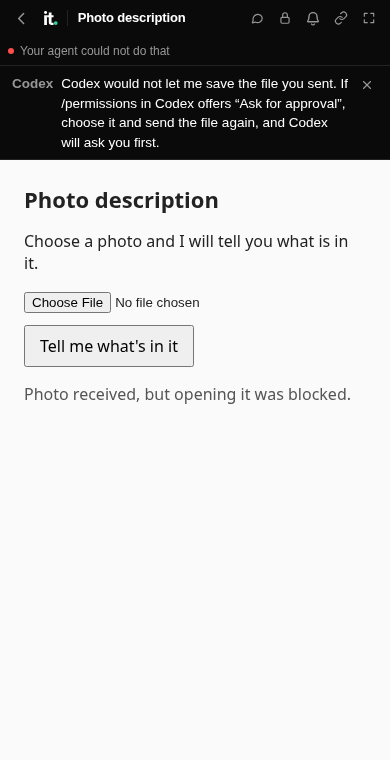 it.
Photo description
Your agent could not do that
Codex
Codex would not let me save the file you sent. If
/permissions in Codex offers “Ask for approval”,
choose it and send the file again, and Codex
will ask you first.
Photo description
Choose a photo and I will tell you what is in
it.
Choose File No file chosen
Tell me what's in it
Photo received, but opening it was blocked.